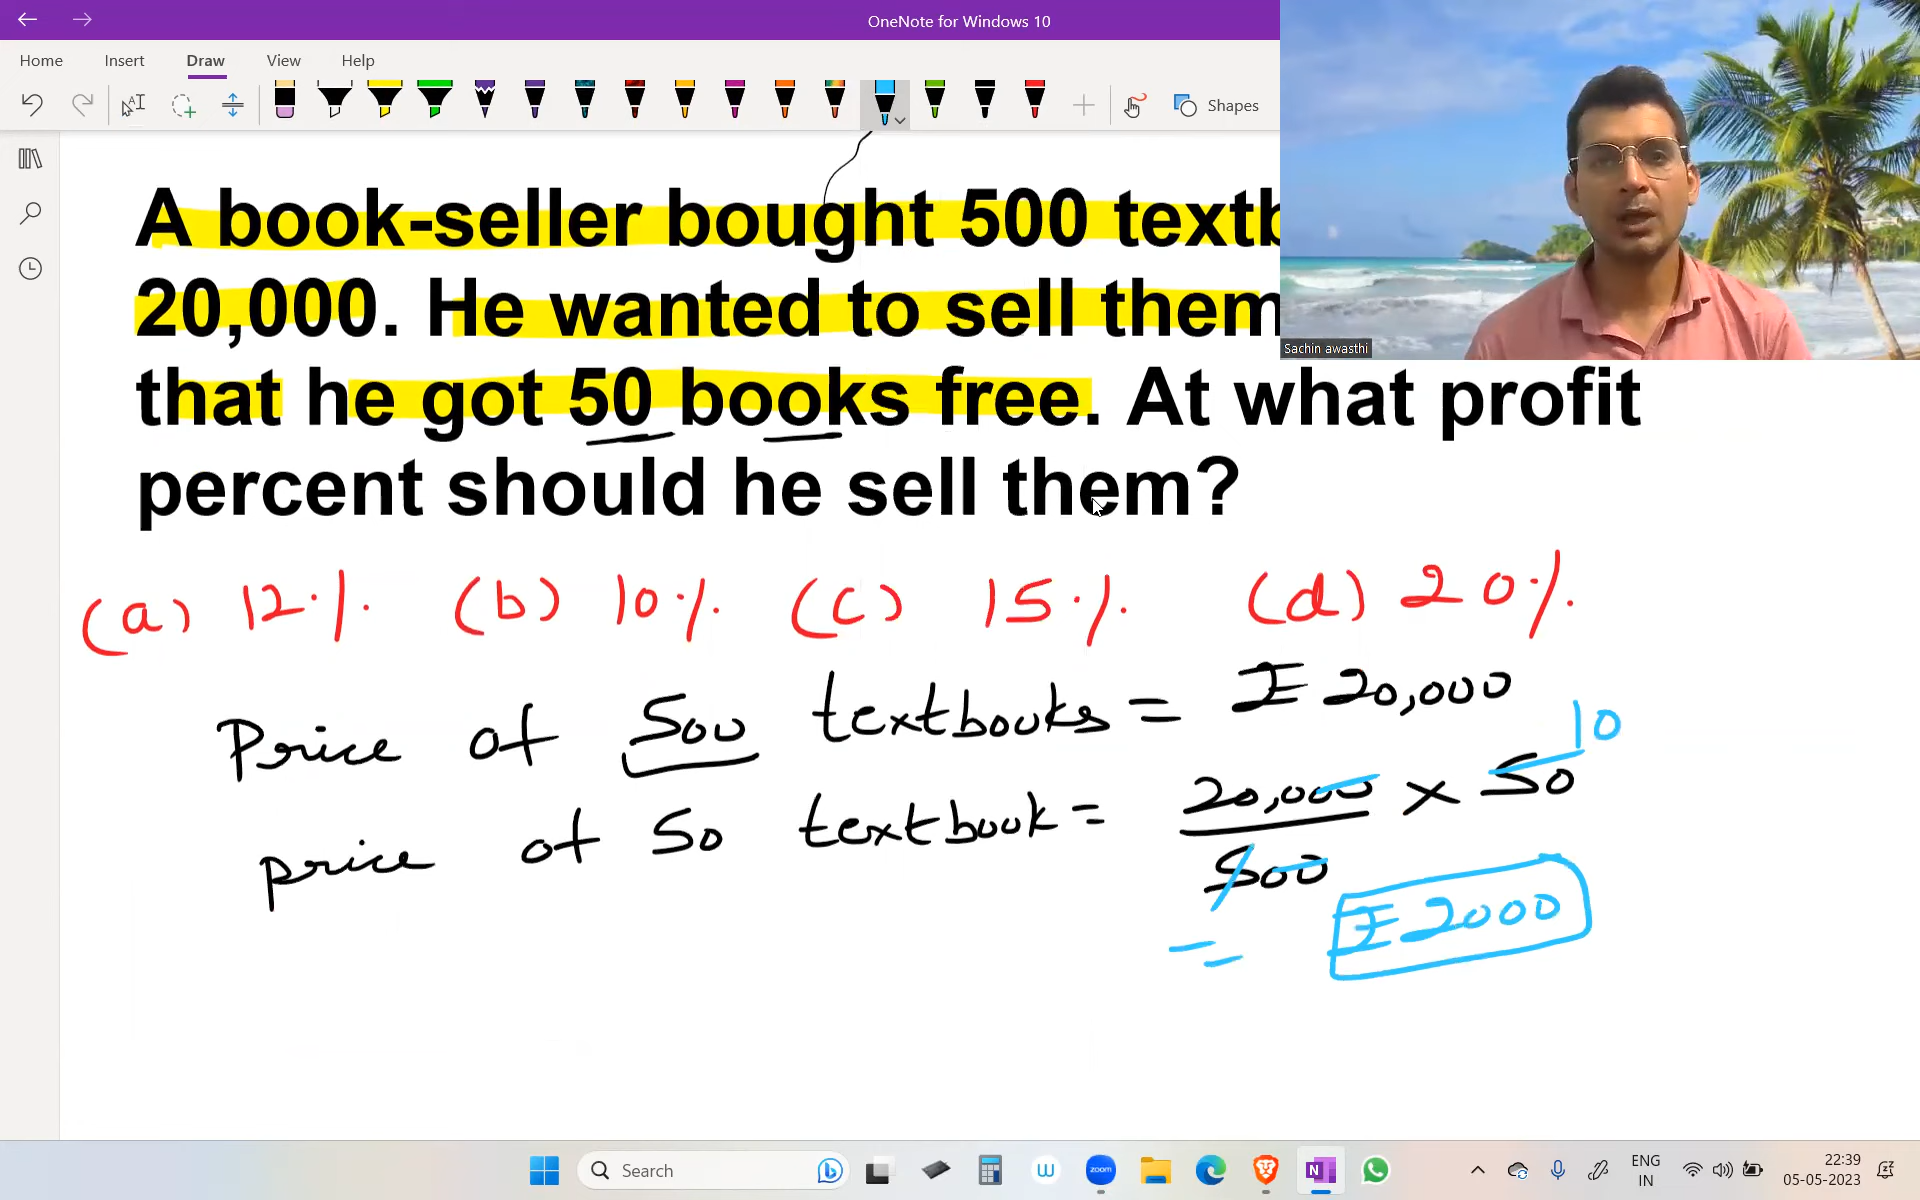 OneNote for Windows 10
Home Insert Draw View Help
Shapes
A book-seller bought 500 textb
20,000. He wanted to sell them
that he got 50 books free. At what profit
percent should he sell them?
Sachin awasthi
(a) 12% (b) 10% (c) 15% (d) 20%
Price of 500 textbooks = ₹ 20,000
10
price of 50 textbook = 20,000 × 50
500
= ₹ 2000
Search
zoom
ENG
IN
22:39
05-05-2023